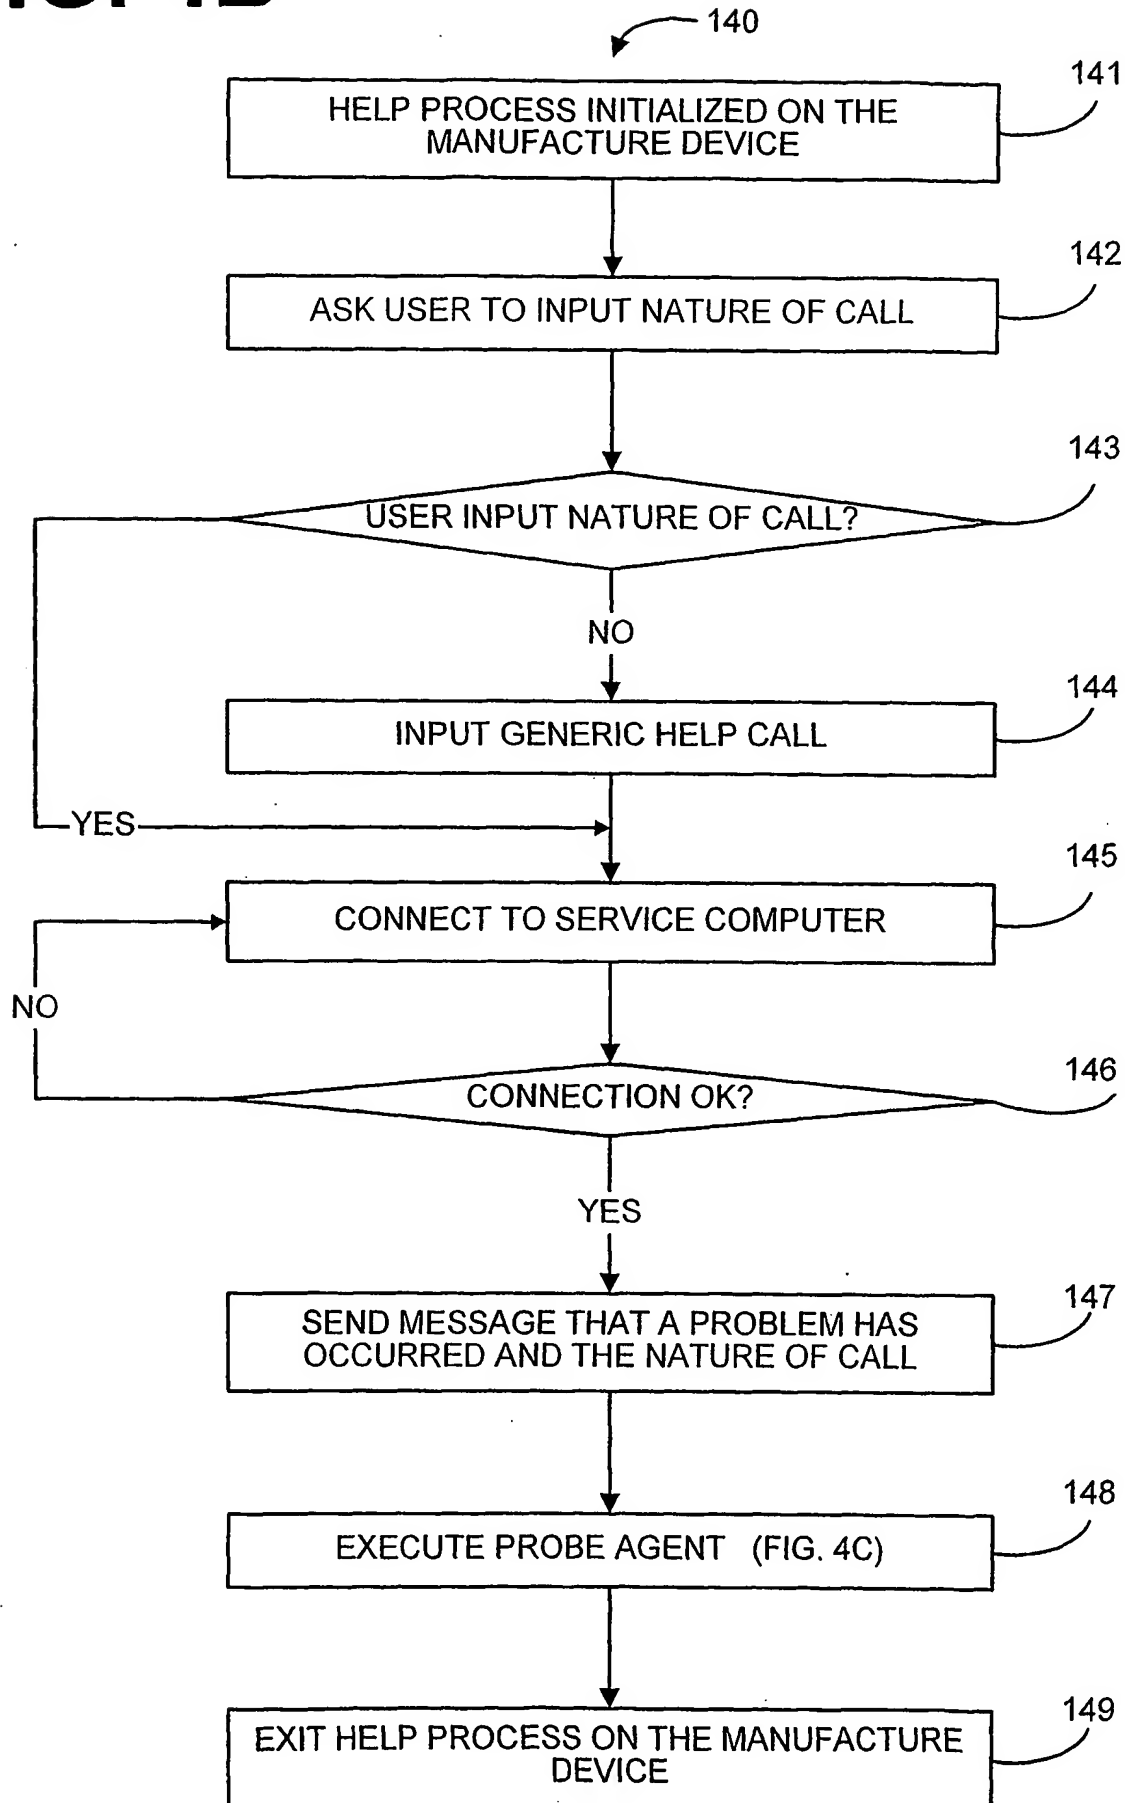 140
141
HELP PROCESS INITIALIZED ON THE
MANUFACTURE DEVICE
142
ASK USER TO INPUT NATURE OF CALL
143
USER INPUT NATURE OF CALL?
NO
144
INPUT GENERIC HELP CALL
YES
145
CONNECT TO SERVICE COMPUTER
NO
146
CONNECTION OK?
YES
147
SEND MESSAGE THAT A PROBLEM HAS
OCCURRED AND THE NATURE OF CALL
148
EXECUTE PROBE AGENT (FIG. 4C)
149
EXIT HELP PROCESS ON THE MANUFACTURE
DEVICE